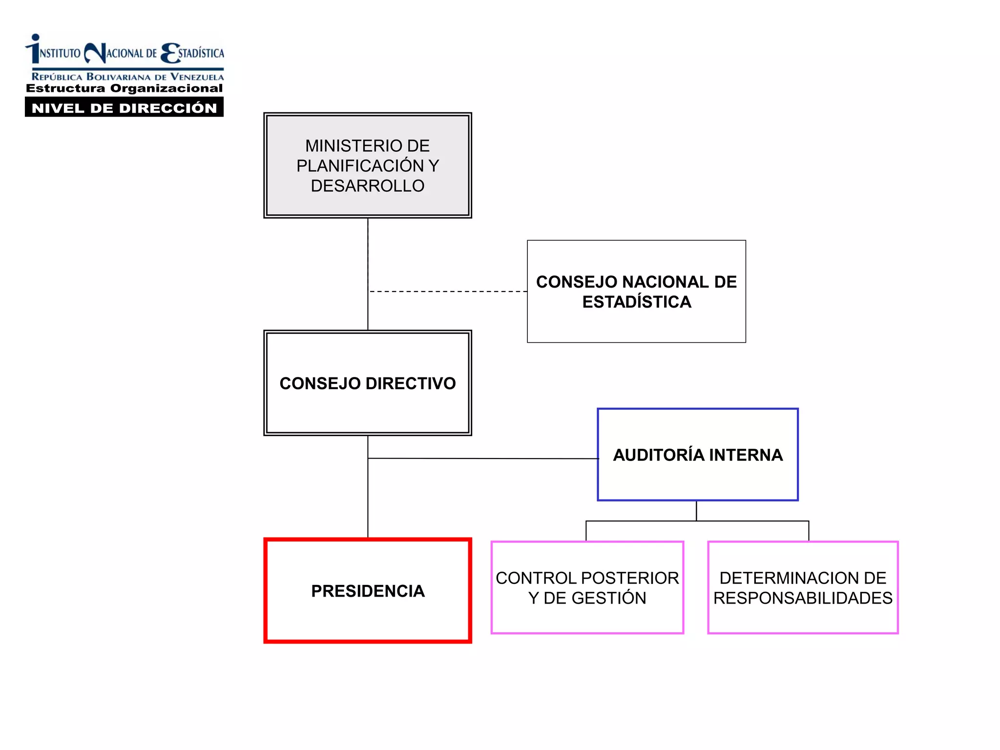 INSTITUTO NACIONAL DE ESTADÍSTICA
REPÚBLICA BOLIVARIANA DE VENEZUELA
Estructura Organizacional
NIVEL DE DIRECCIÓN
MINISTERIO DE
PLANIFICACIÓN Y
DESARROLLO
CONSEJO NACIONAL DE
ESTADÍSTICA
CONSEJO DIRECTIVO
AUDITORÍA INTERNA
PRESIDENCIA
CONTROL POSTERIOR
Y DE GESTIÓN
DETERMINACION DE
RESPONSABILIDADES